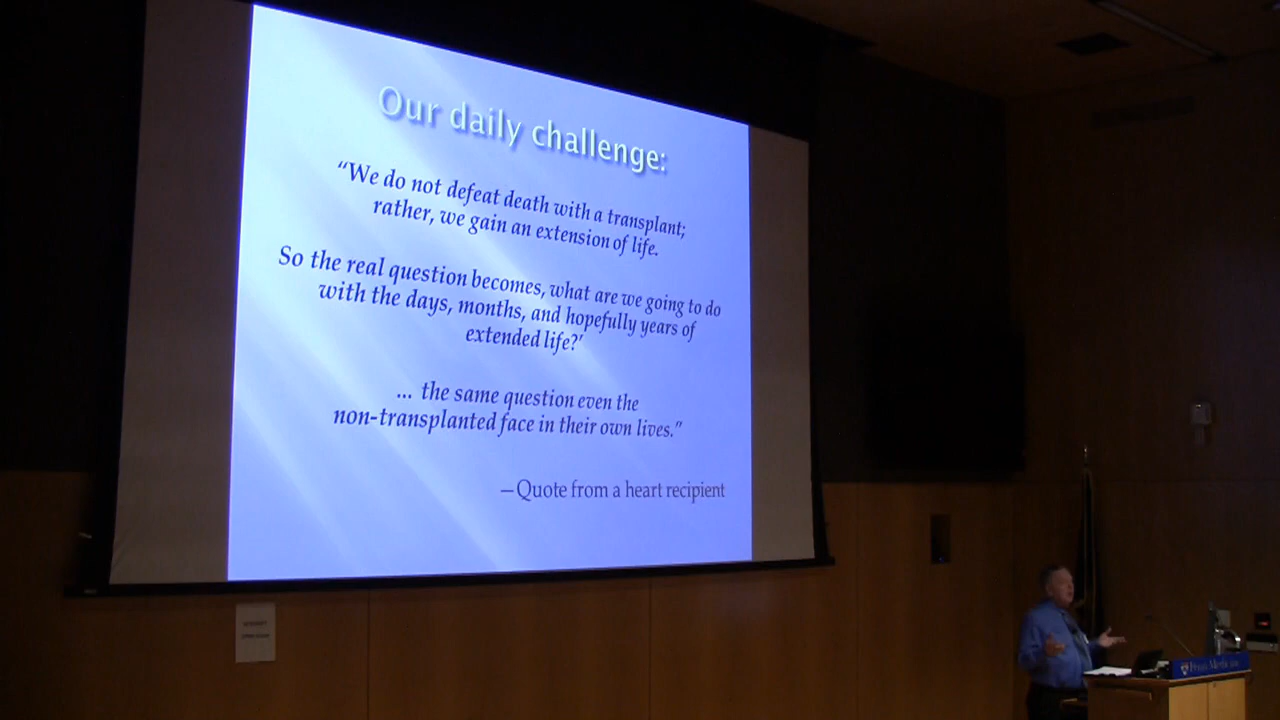 Our daily challenge:
“We do not defeat death with a transplant;
rather, we gain an extension of life.
So the real question becomes, what are we going to do
with the days, months, and hopefully years of
extended life?’
... the same question even the
non-transplanted face in their own lives.”
—Quote from a heart recipient
Penn Medicine